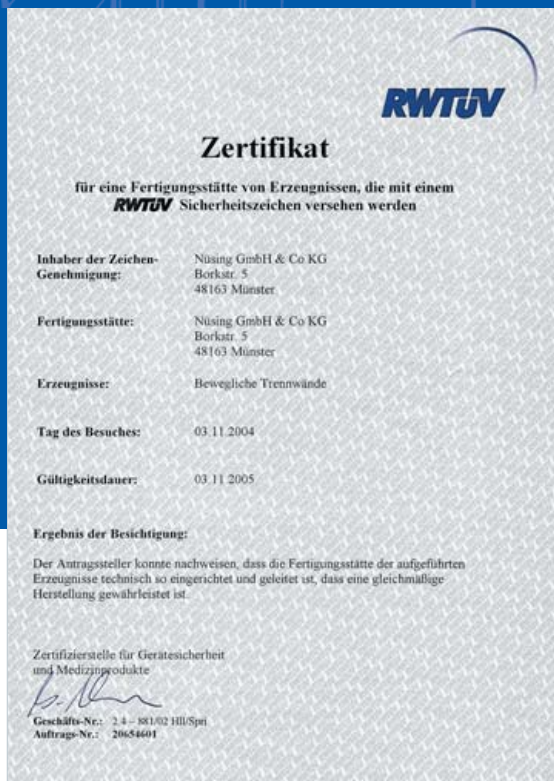 RWTÜV
Zertifikat
für eine Fertigungsstätte von Erzeugnissen, die mit einem
RWTÜV Sicherheitszeichen versehen werden
Inhaber der Zeichen- Nüsing GmbH & Co KG
Genehmigung: Borkstr. 5
48163 Münster
Fertigungsstätte: Nüsing GmbH & Co KG
Borkstr. 5
48163 Münster
Erzeugnisse: Bewegliche Trennwände
Tag des Besuches: 03.11.2004
Gültigkeitsdauer: 03.11.2005
Ergebnis der Besichtigung:
Der Antragssteller konnte nachweisen, dass die Fertigungsstätte der aufgeführten
Erzeugnisse technisch so eingerichtet und geleitet ist, dass eine gleichmäßige
Herstellung gewährleistet ist.
Zertifizierstelle für Gerätesicherheit
und Medizinprodukte
Geschäfts-Nr.: 2.4 – 881/02 Hll/Spri
Auftrags-Nr.: 20654601